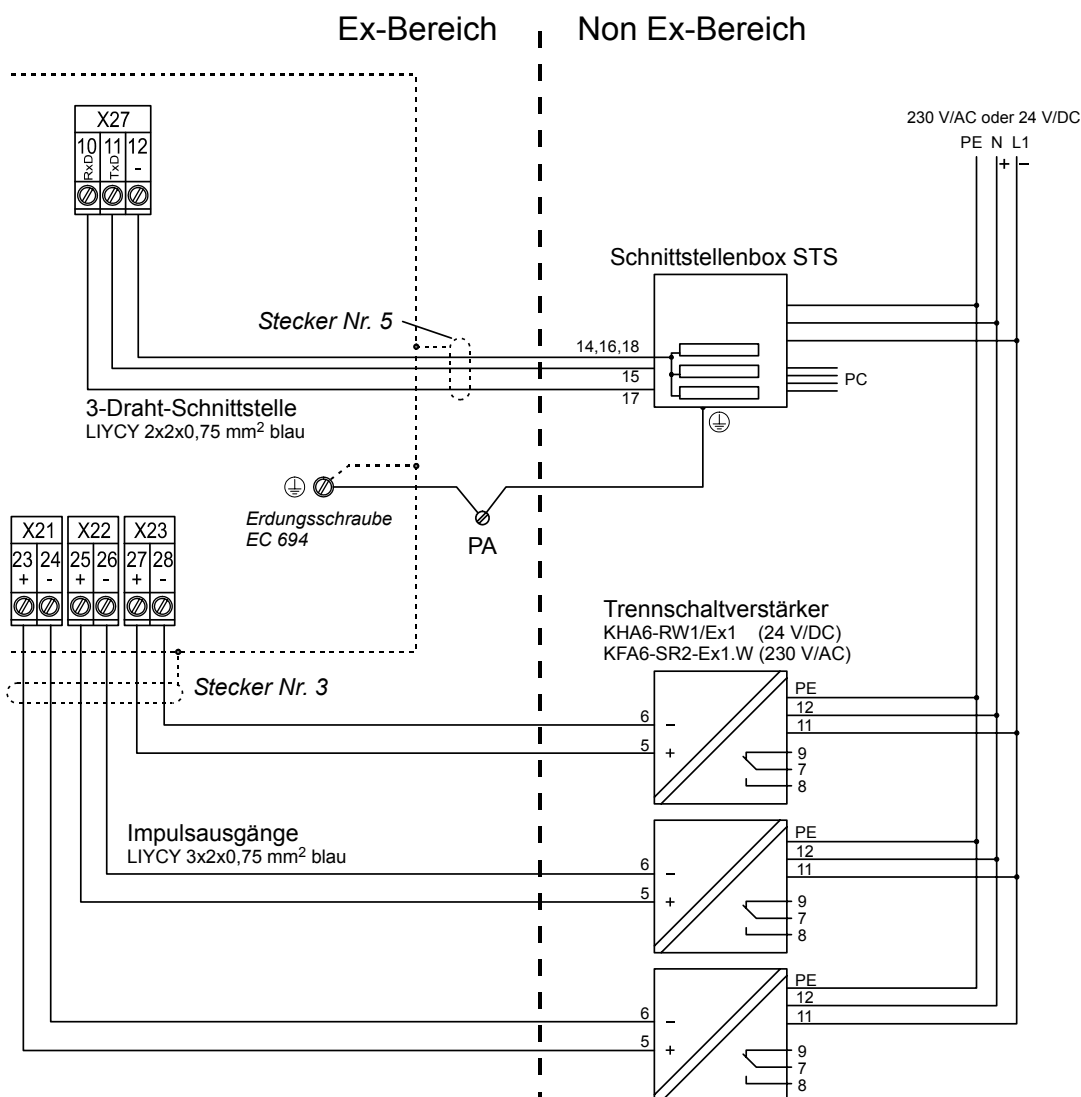 Ex-Bereich
Non Ex-Bereich
X27
10 11 12
RxD TxD -
230 V/AC oder 24 V/DC
PE N L1
+ −
Schnittstellenbox STS
Stecker Nr. 5
14,16,18
15
17
PC
3-Draht-Schnittstelle
LIYCY 2x2x0,75 mm² blau
Erdungsschraube
EC 694
PA
X21 X22 X23
23 24 25 26 27 28
+ - + - + -
Trennschaltverstärker
KHA6-RW1/Ex1 (24 V/DC)
KFA6-SR2-Ex1.W (230 V/AC)
Stecker Nr. 3
PE
12
11
6 −
5 +
9
7
8
Impulsausgänge
LIYCY 3x2x0,75 mm² blau
PE
12
11
6 −
5 +
9
7
8
PE
12
11
6 −
5 +
9
7
8